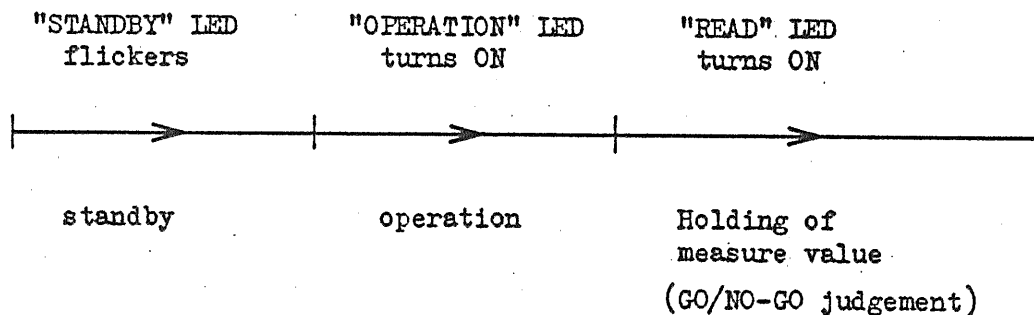 "STANDBY" LED
flickers
"OPERATION" LED
turns ON
"READ" LED
turns ON
standby
operation
Holding of
measure value
(GO/NO-GO judgement)